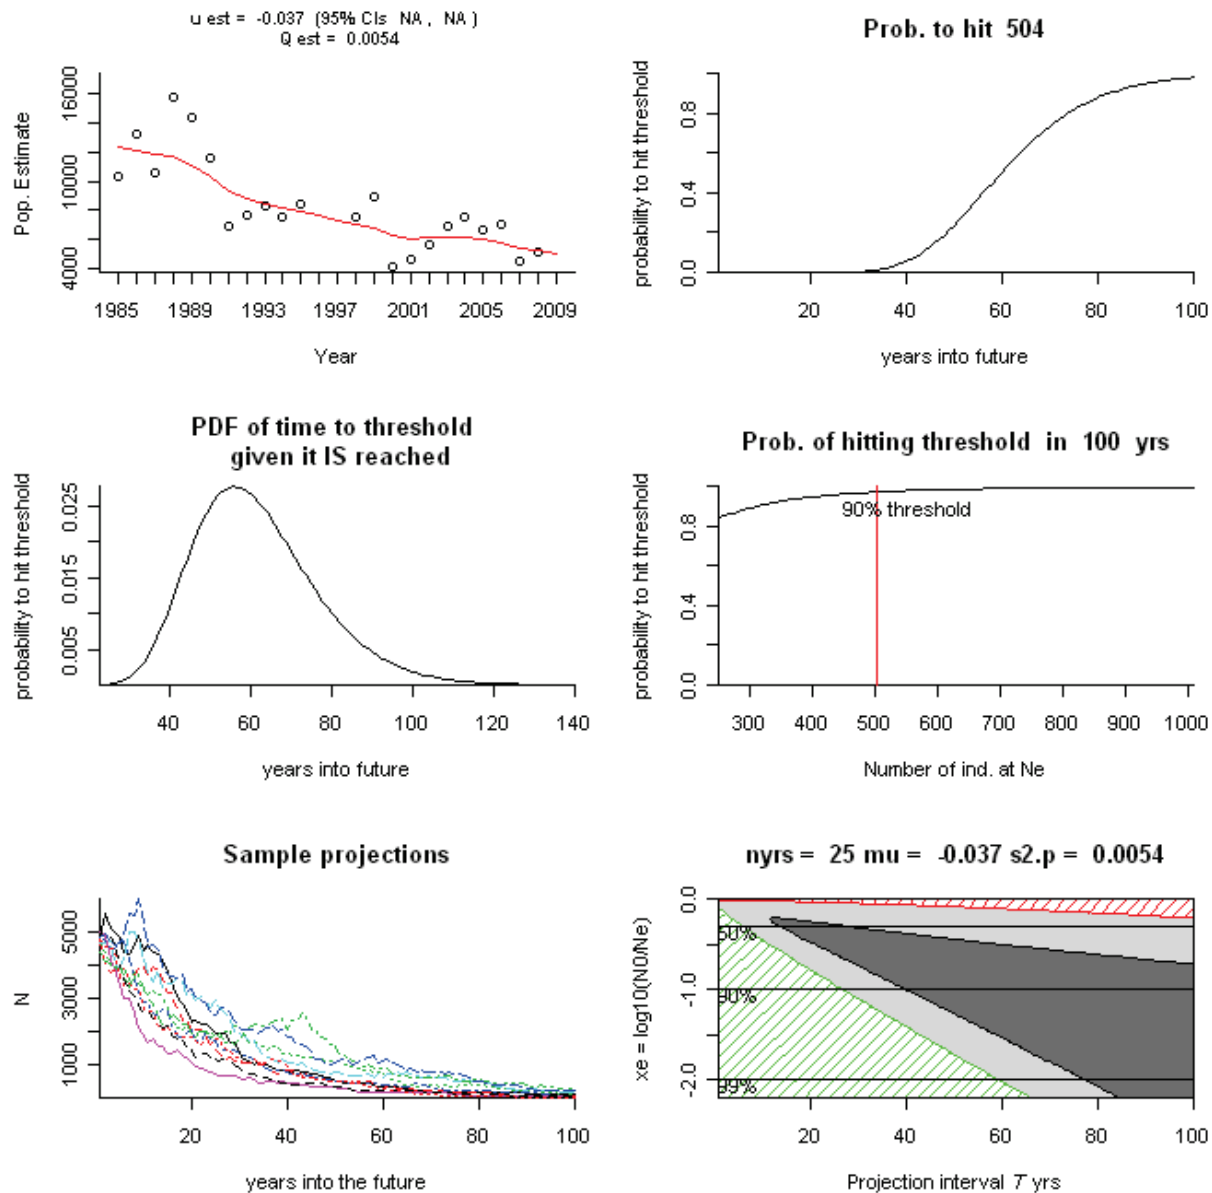 u est = -0.037 (95% CIs NA , NA )
Q est = 0.0054
Pop. Estimate
16000
10000
4000
1985 1989 1993 1997 2001 2005 2009
Year
Prob. to hit 504
probability to hit threshold
0.8
0.4
0.0
20 40 60 80 100
years into future
PDF of time to threshold
given it IS reached
probability to hit threshold
0.025
0.015
0.005
40 60 80 100 120 140
years into future
Prob. of hitting threshold in 100 yrs
probability to hit threshold
0.8
0.4
0.0
90% threshold
300 400 500 600 700 800 900 1000
Number of ind. at Ne
Sample projections
N
5000
3000
1000
20 40 60 80 100
years into the future
nyrs = 25 mu = -0.037 s2.p = 0.0054
xe = log10(N0/Ne)
0.0
-1.0
-2.0
50%
90%
99%
20 40 60 80 100
Projection interval T yrs